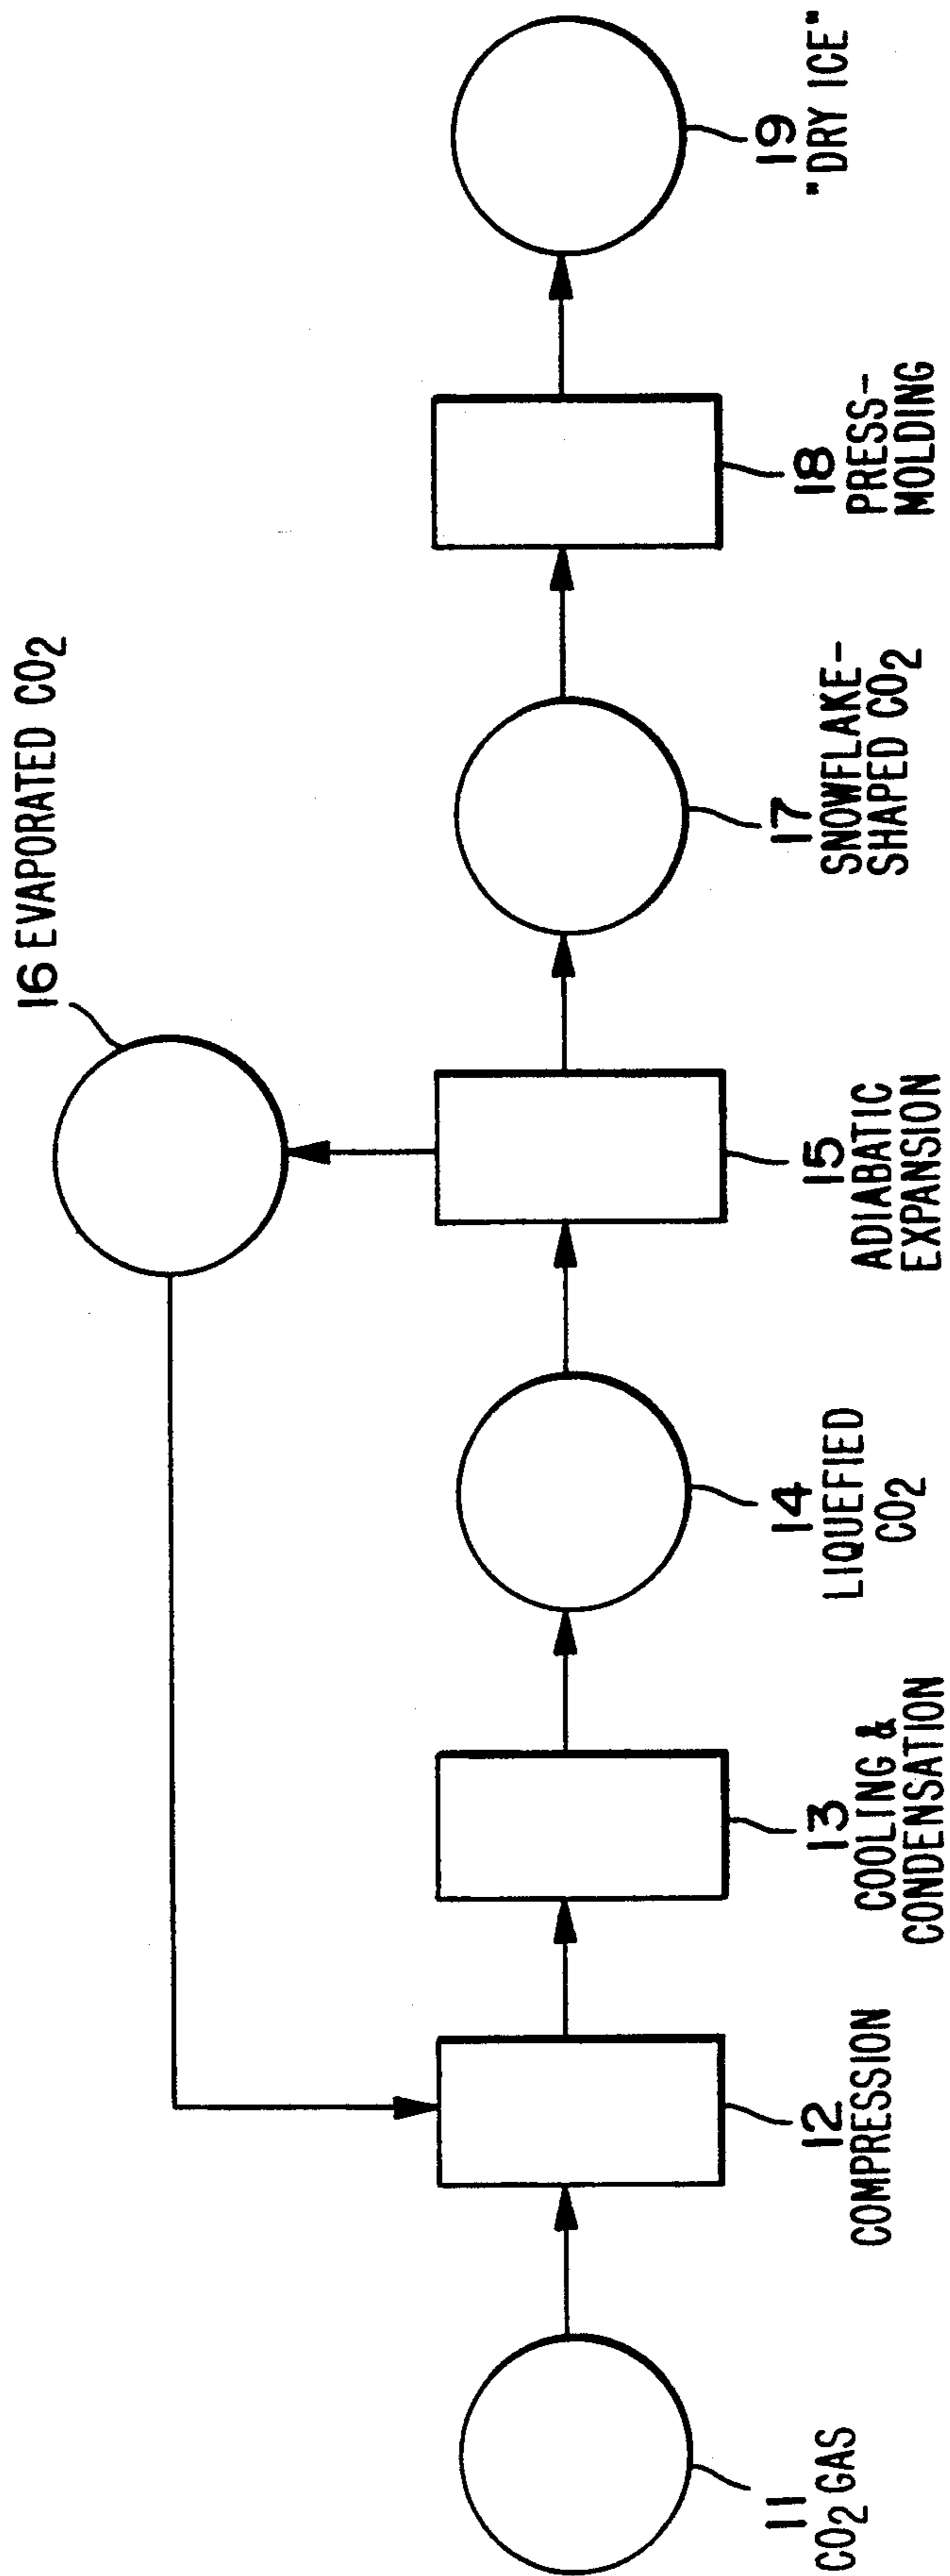 16 EVAPORATED CO2
11
CO2 GAS
12
COMPRESSION
13
COOLING &
CONDENSATION
14
LIQUEFIED
CO2
15
ADIABATIC
EXPANSION
17
SNOWFLAKE-
SHAPED CO2
18
PRESS-
MOLDING
19
"DRY ICE"